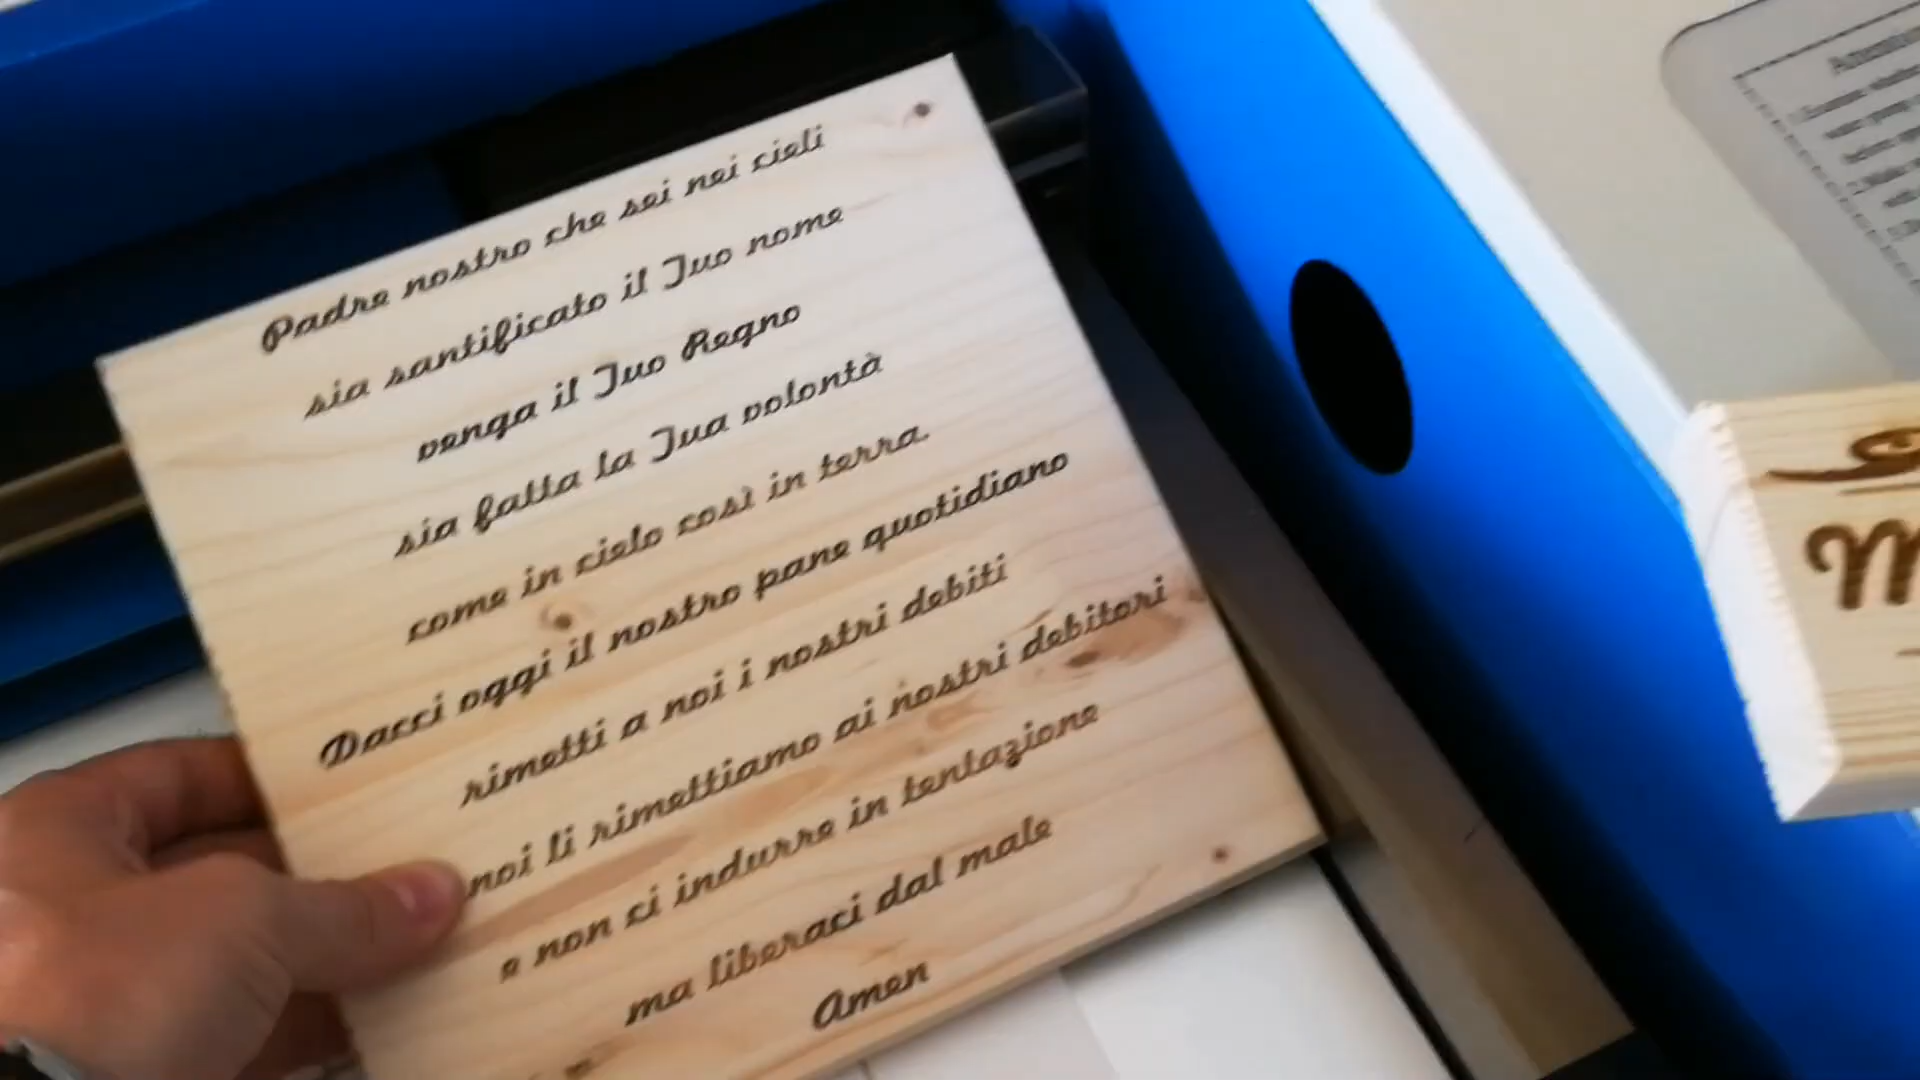 Padre nostro che sei nei cieli
sia santificato il Tuo nome
venga il Tuo Regno
sia fatta la Tua volontà
come in cielo così in terra.
Dacci oggi il nostro pane quotidiano
rimetti a noi i nostri debiti
noi li rimettiamo ai nostri debitori
e non ci indurre in tentazione
ma liberaci dal male
Amen